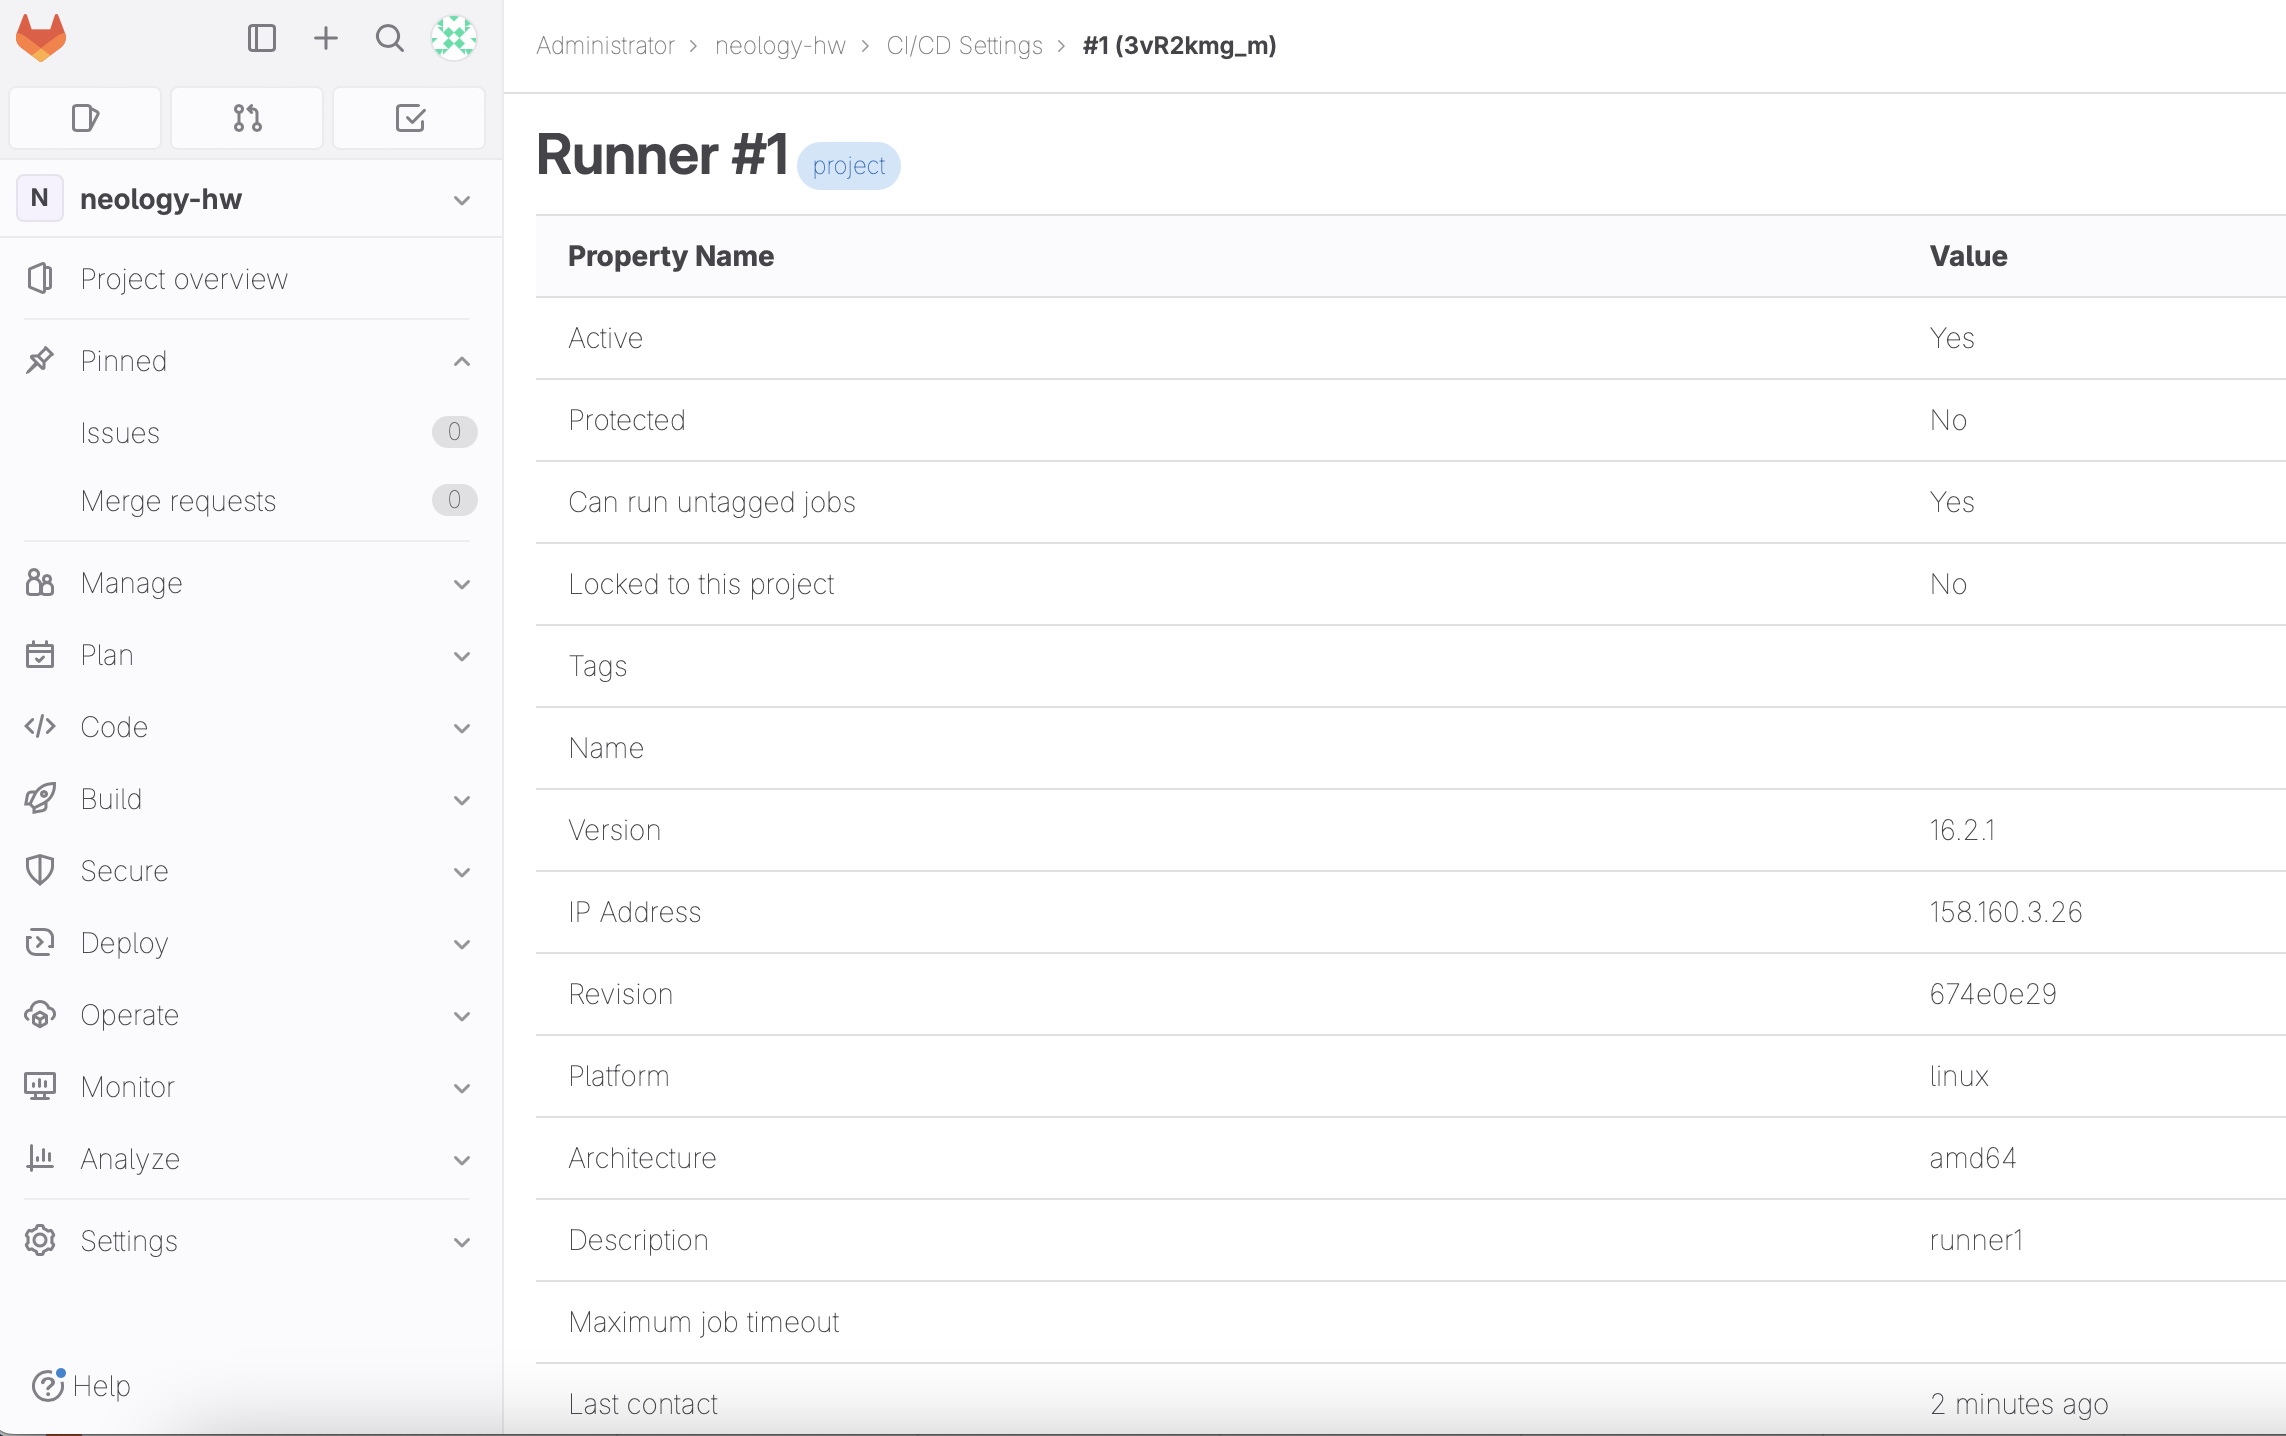 Administrator > neology-hw > CI/CD Settings > #1 (3vR2kmg_m)
N neology-hw
Project overview
Pinned
Issues 0
Merge requests 0
Manage
Plan
Code
Build
Secure
Deploy
Operate
Monitor
Analyze
Settings
Help
Runner #1 project
Property Name Value
Active Yes
Protected No
Can run untagged jobs Yes
Locked to this project No
Tags
Name
Version 16.2.1
IP Address 158.160.3.26
Revision 674e0e29
Platform linux
Architecture amd64
Description runner1
Maximum job timeout
Last contact 2 minutes ago